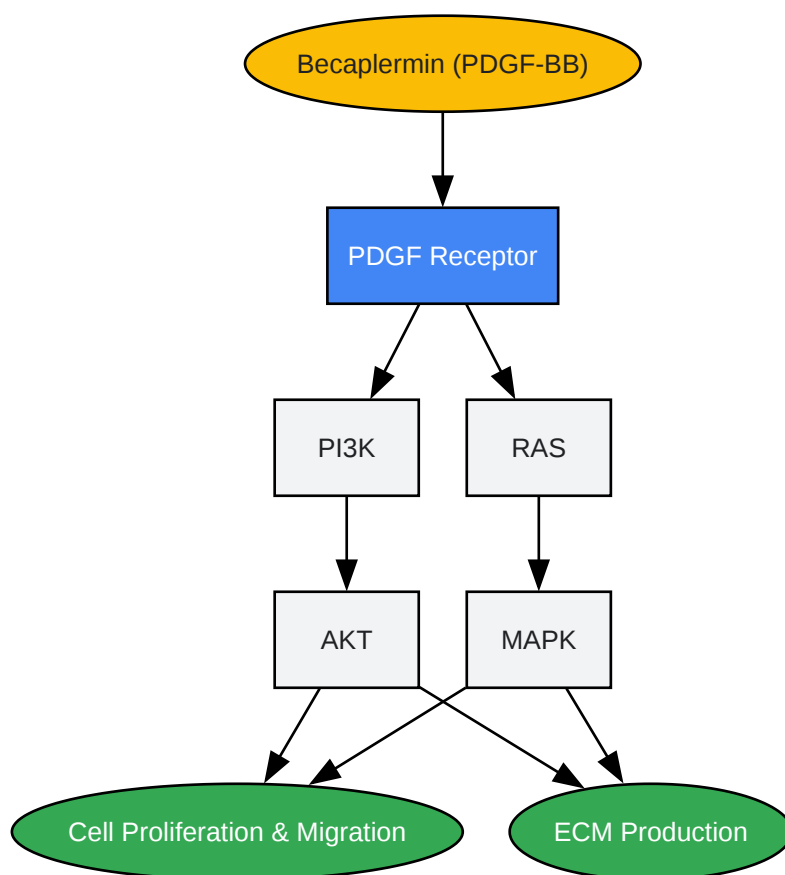 Becaplermin (PDGF-BB)
PDGF Receptor
PI3K
RAS
AKT
MAPK
Cell Proliferation & Migration
ECM Production